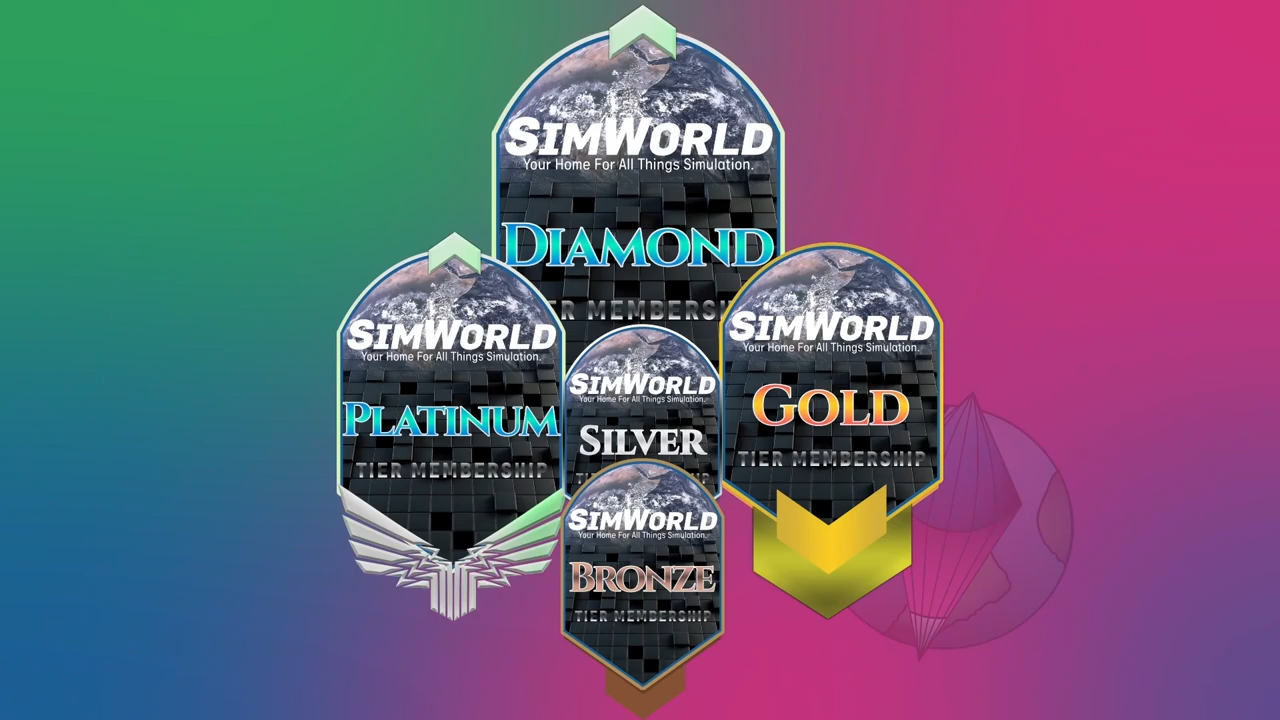 SIMWORLD
Your Home For All Things Simulation.
DIAMOND
SIMWORLD
Your Home For All Things Simulation.
PLATINUM
TIER MEMBERSHIP
SIMWORLD
Your Home For All Things Simulation.
GOLD
TIER MEMBERSHIP
SIMWORLD
Your Home For All Things Simulation.
SILVER
SIMWORLD
Your Home For All Things Simulation.
BRONZE
TIER MEMBERSHIP